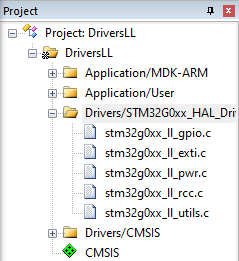 Project
Project: DriversLL
DriversLL
Application/MDK-ARM
Application/User
Drivers/STM32G0xx_HAL_Dri
stm32g0xx_ll_gpio.c
stm32g0xx_ll_exti.c
stm32g0xx_ll_pwr.c
stm32g0xx_ll_rcc.c
stm32g0xx_ll_utils.c
Drivers/CMSIS
CMSIS